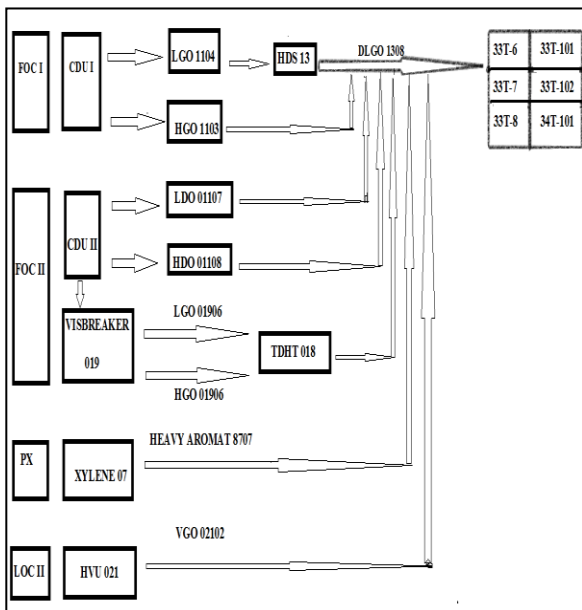 FOC I
CDU I
LGO 1104
HDS 13
DLGO 1308
33T-6 33T-101
33T-7 33T-102
33T-8 34T-101
HGO 1103
FOC II
CDU II
LDO 01107
HDO 01108
VISBREAKER
019
LGO 01906
HGO 01906
TDHT 018
PX
XYLENE 07
HEAVY AROMAT 8707
LOC II
HVU 021
VGO 02102